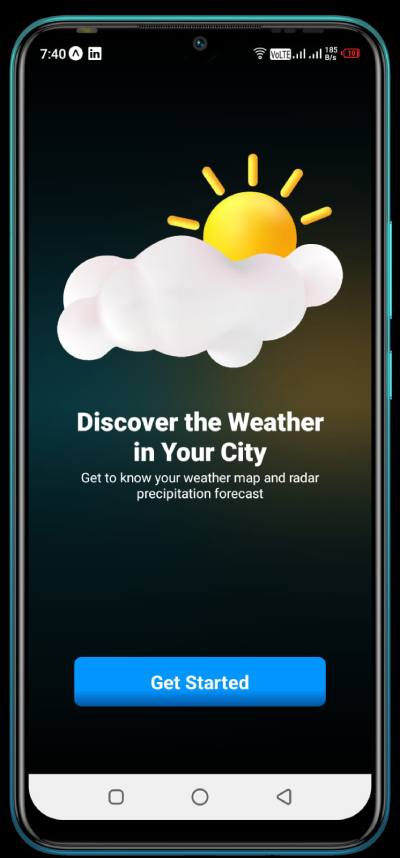 7:40 in VoLTE 185 B/s 10
Discover the Weather
in Your City
Get to know your weather map and radar
precipitation forecast
Get Started